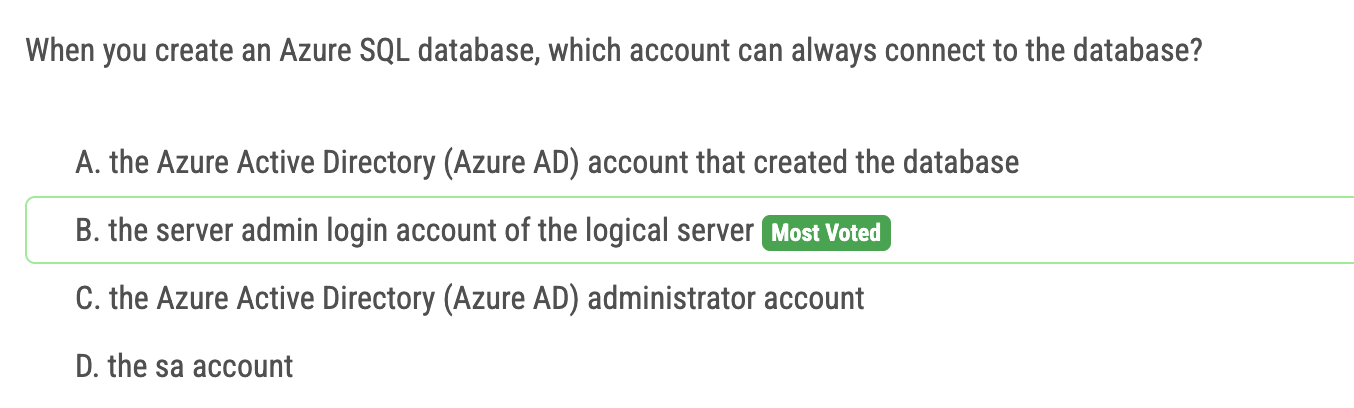 When you create an Azure SQL database, which account can always connect to the database?
A. the Azure Active Directory (Azure AD) account that created the database
B. the server admin login account of the logical server Most Voted
C. the Azure Active Directory (Azure AD) administrator account
D. the sa account